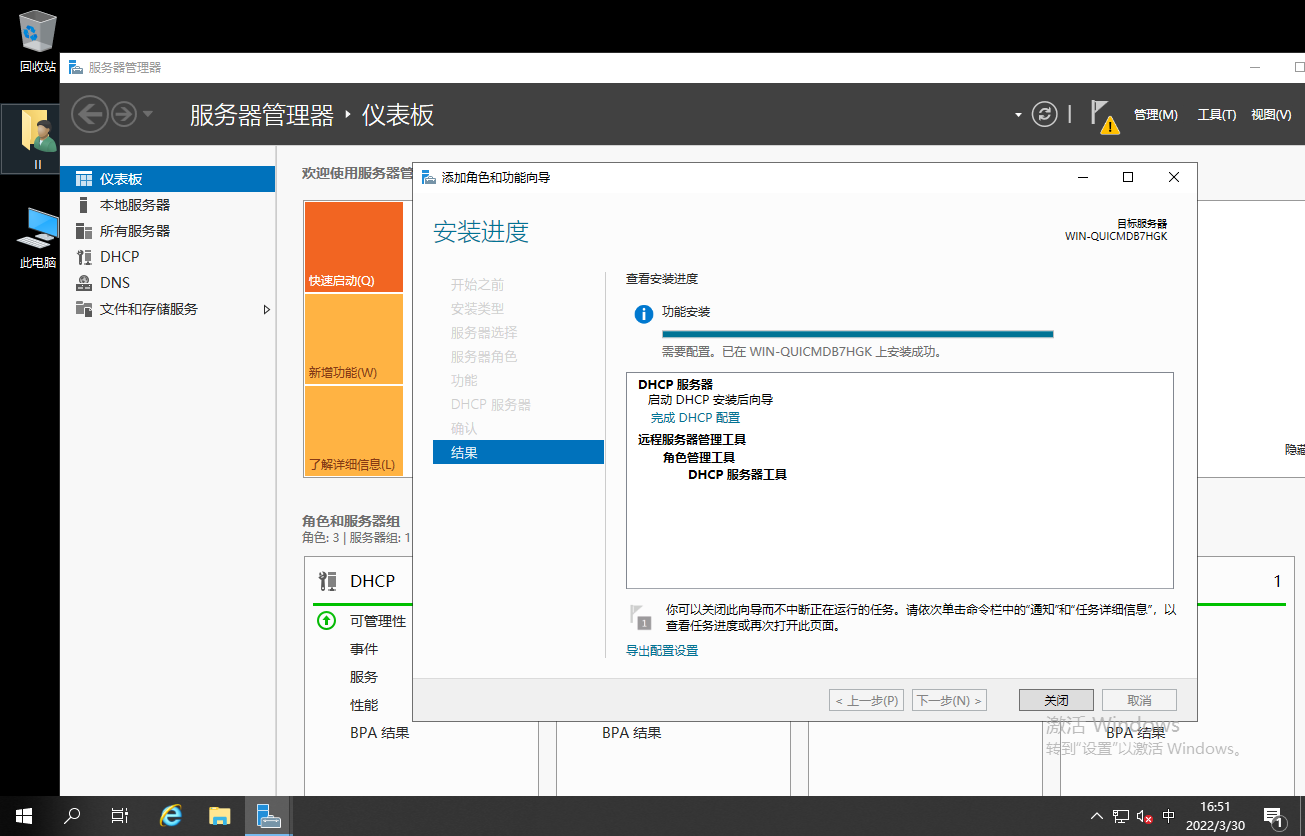 回收站
II
此电脑
服务器管理器
服务器管理器 ‣ 仪表板
管理(M) 工具(T) 视图(V)
仪表板
本地服务器
所有服务器
DHCP
DNS
文件和存储服务
欢迎使用服务器管
快速启动(Q)
新增功能(W)
了解详细信息(L)
隐藏
角色和服务器组
角色: 3 | 服务器组: 1
DHCP
1
可管理性
事件
服务
性能
BPA 结果
BPA 结果
BPA 结果
添加角色和功能向导
安装进度
目标服务器
WIN-QUICMDB7HGK
开始之前
安装类型
服务器选择
服务器角色
功能
DHCP 服务器
确认
结果
查看安装进度
功能安装
需要配置。已在 WIN-QUICMDB7HGK 上安装成功。
DHCP 服务器
启动 DHCP 安装后向导
完成 DHCP 配置
远程服务器管理工具
角色管理工具
DHCP 服务器工具
1
你可以关闭此向导而不中断正在运行的任务。请依次单击命令栏中的“通知”和“任务详细信息”，以
查看任务进度或再次打开此页面。
导出配置设置
< 上一步(P) 下一步(N) > 关闭 取消
激活 Windows
转到“设置”以激活 Windows。
中
16:51
2022/3/30
1